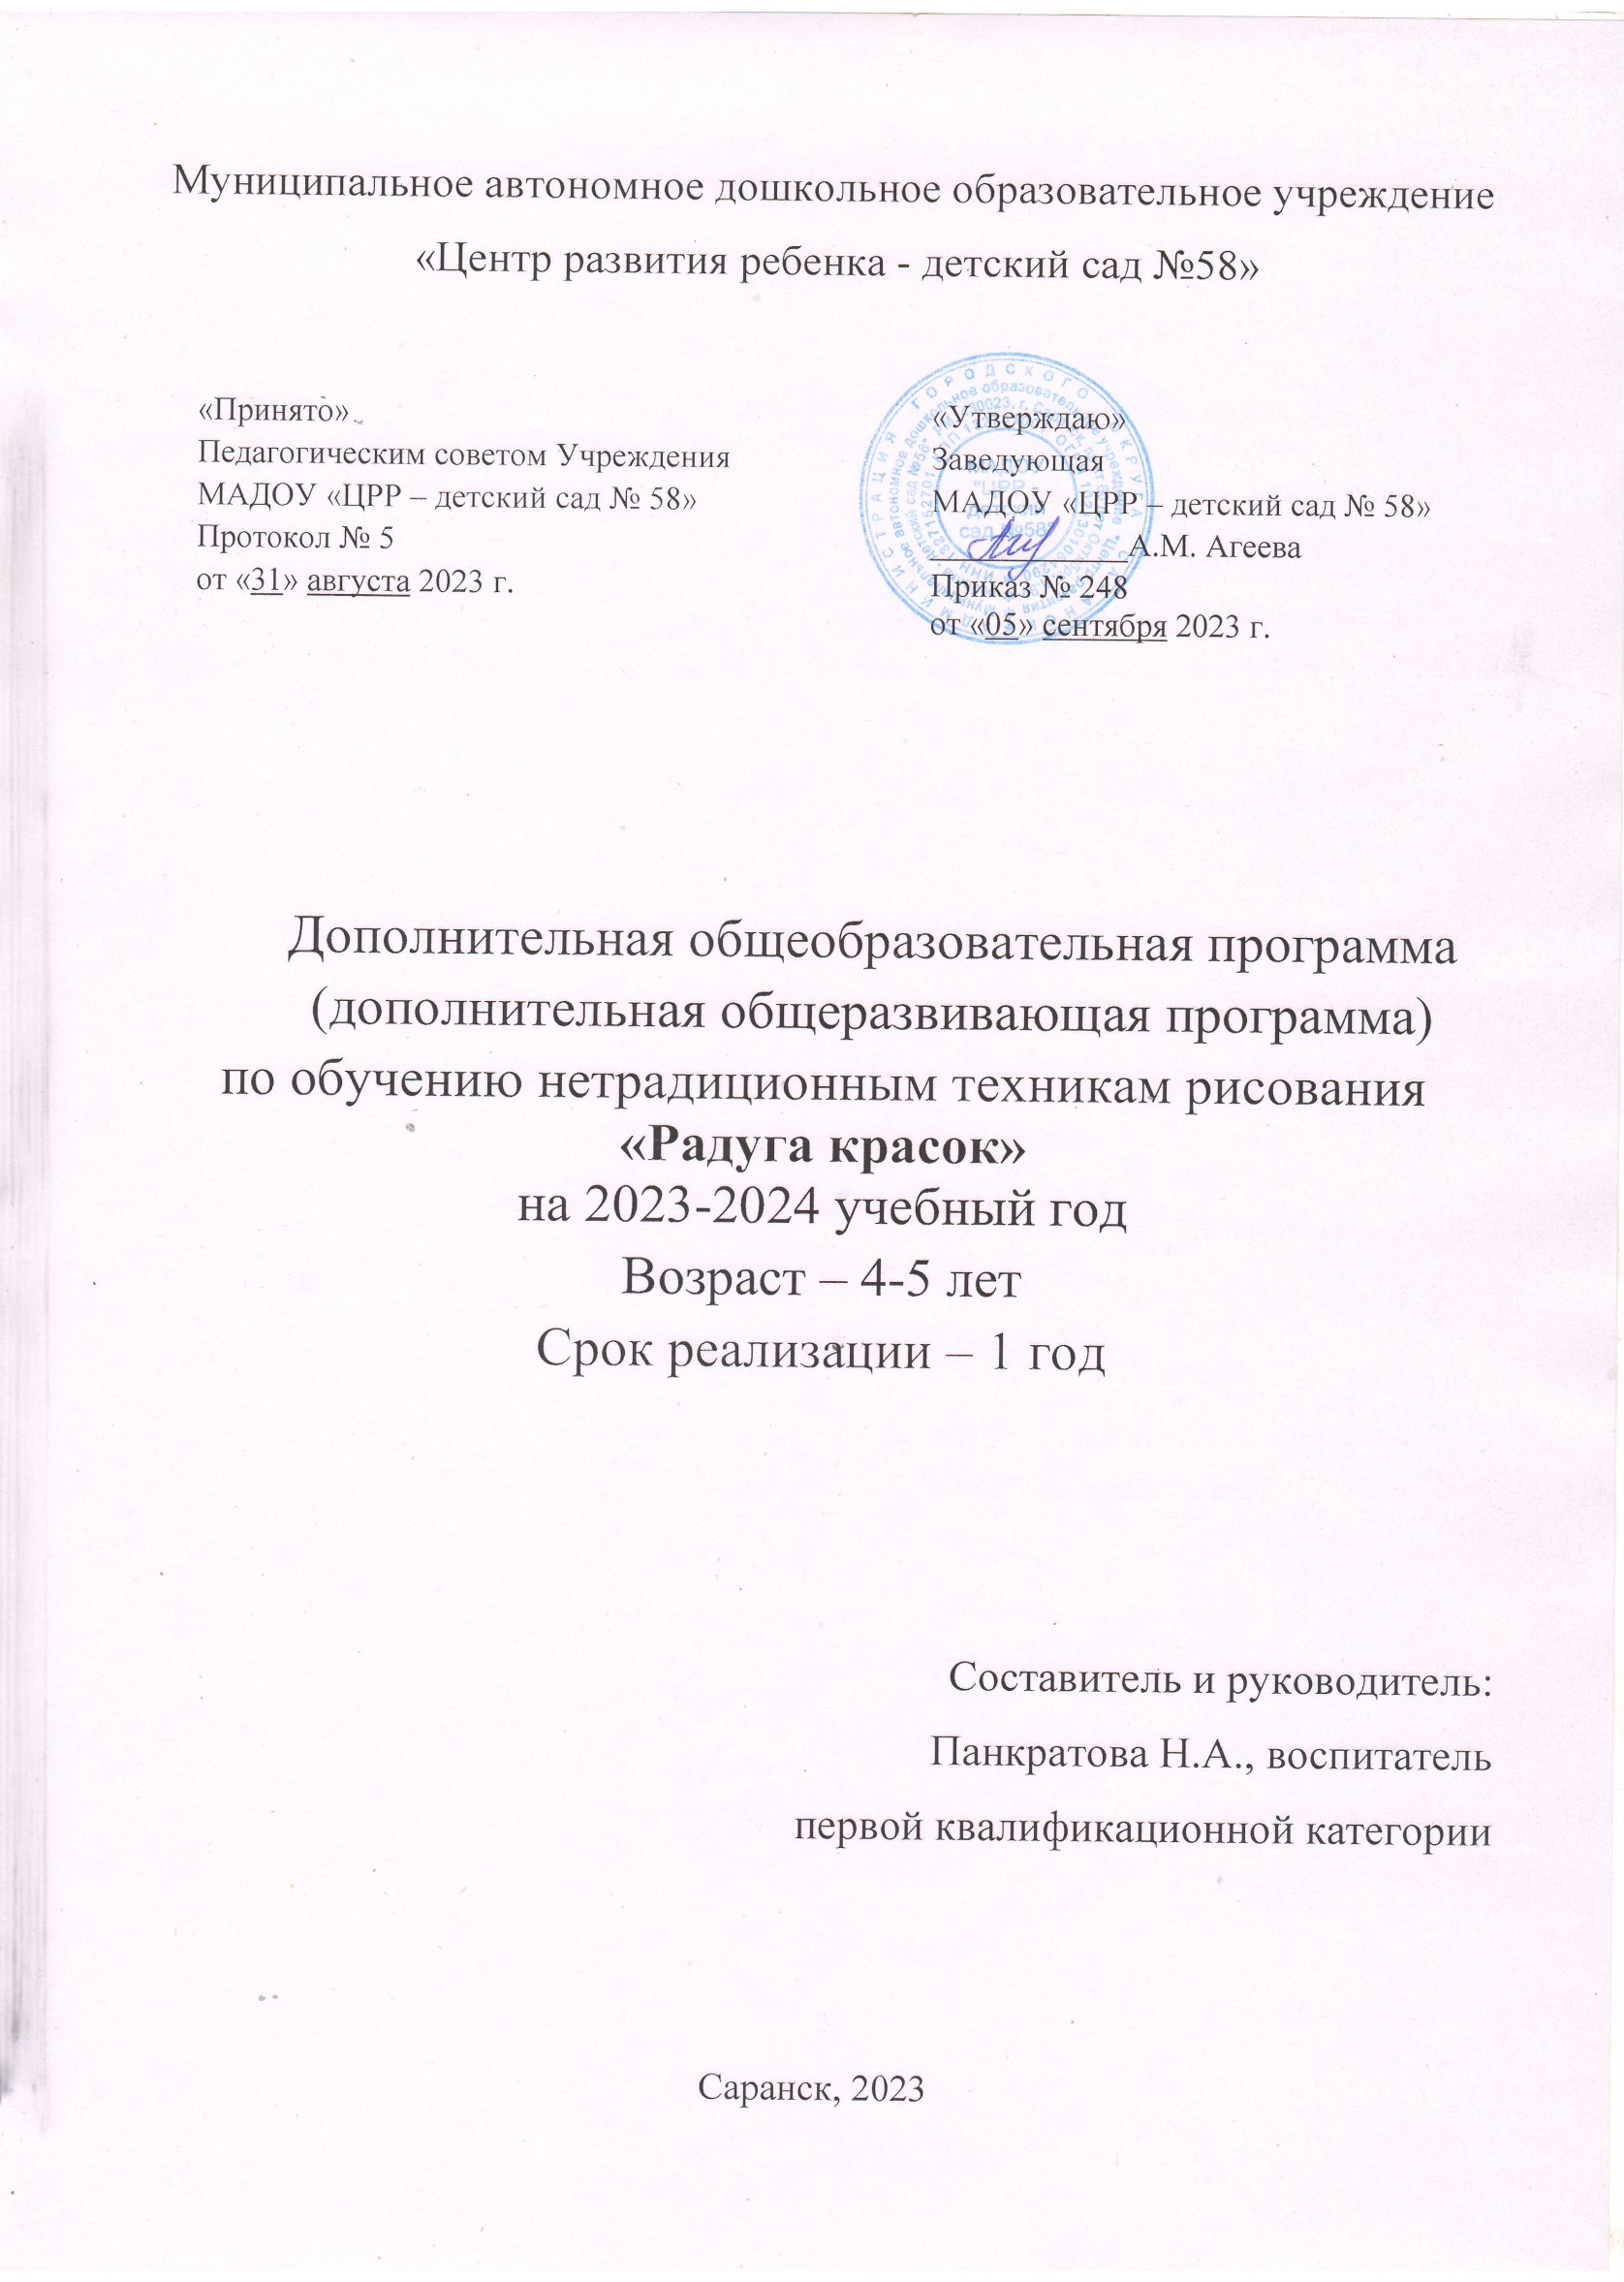 Муниципальное автономное дошкольное образовательное учреждение
«Центр развития ребенка - детский сад №58»
«Принято»
Педагогическим советом Учреждения
МАДОУ «ЦРР – детский сад № 58»
Протокол № 5
от «31» августа 2023 г.
«Утверждаю»
Заведующая
МАДОУ «ЦРР – детский сад № 58»
А.М. Агеева
Приказ № 248
от «05» сентября 2023 г.
Дополнительная общеобразовательная программа
(дополнительная общеразвивающая программа)
по обучению нетрадиционным техникам рисования
«Радуга красок»
на 2023-2024 учебный год
Возраст – 4-5 лет
Срок реализации – 1 год
Составитель и руководитель:
Панкратова Н.А., воспитатель
первой квалификационной категории
Саранск, 2023